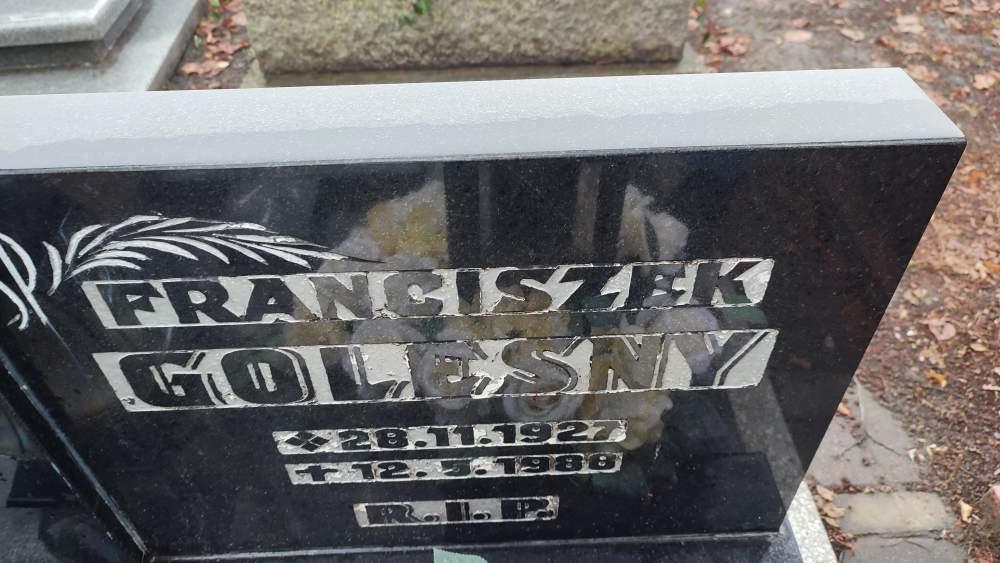 FRANCISZEK
GOLESNY
28.11.1927
† 12.5.1988
R.I.P.